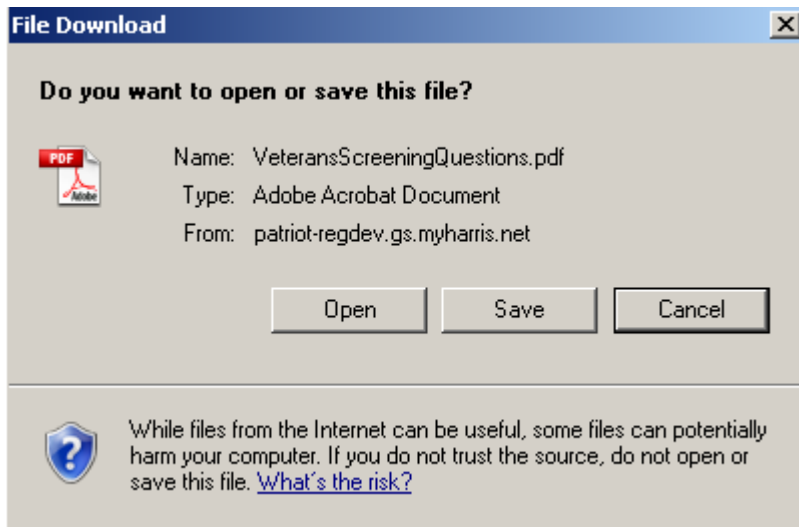 File Download
Do you want to open or save this file?
PDF
Adobe
Name: VeteransScreeningQuestions.pdf
Type: Adobe Acrobat Document
From: patriot-regdev.gs.myharris.net
Open Save Cancel
While files from the Internet can be useful, some files can potentially
harm your computer. If you do not trust the source, do not open or
save this file. What's the risk?